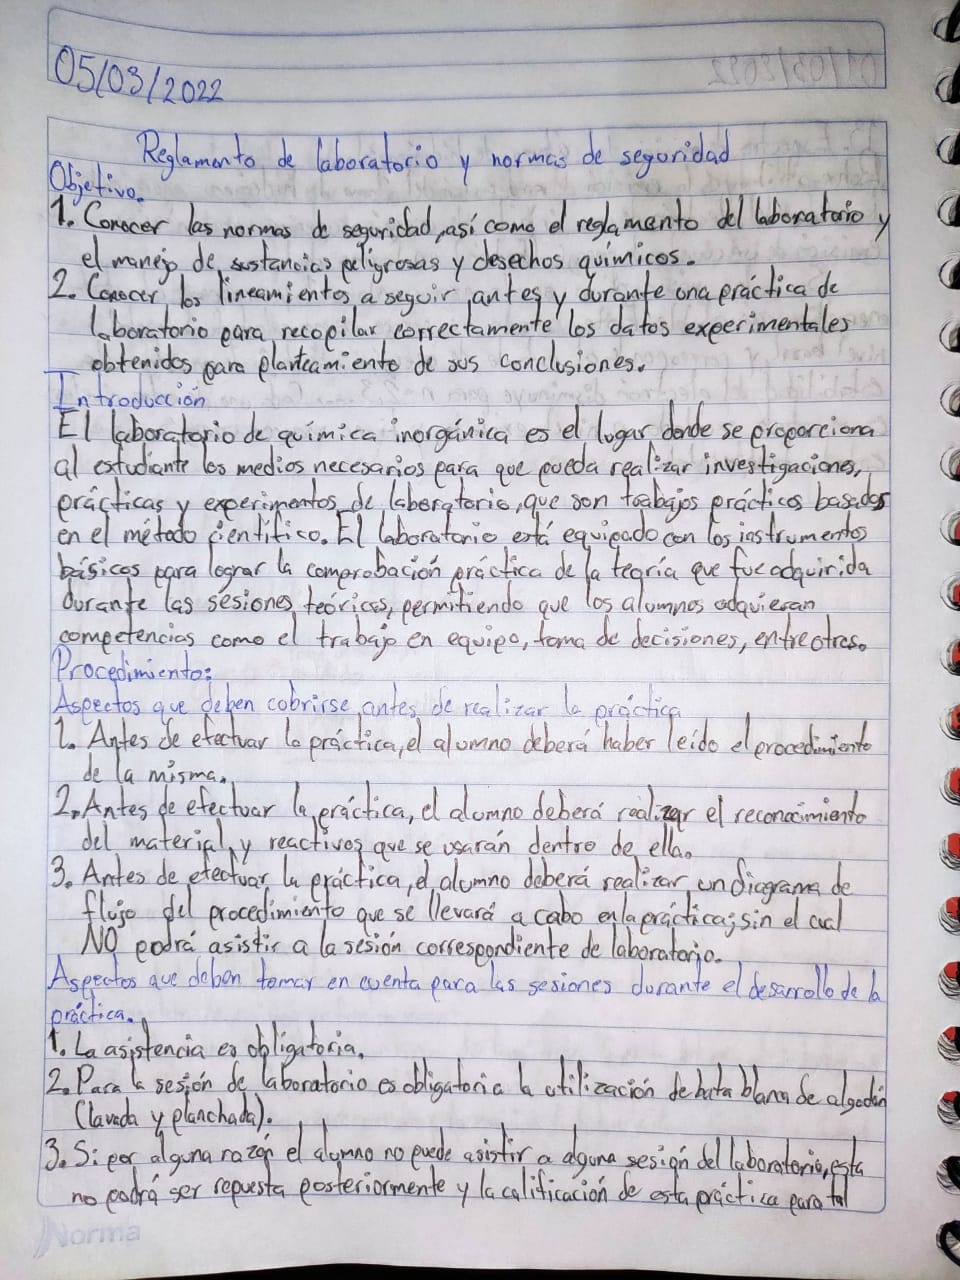 05/03/2022
Reglamento de laboratorio y normas de seguridad
Objetivo.
1. Conocer las normas de seguridad, así como el reglamento del laboratorio y
el manejo de sustancias peligrosas y desechos químicos.
2. Conocer los lineamientos a seguir antes y durante una práctica de
laboratorio para recopilar correctamente los datos experimentales
obtenidos para planteamiento de sus conclusiones.
Introducción
El laboratorio de química inorgánica es el lugar donde se proporciona
al estudiante los medios necesarios para que pueda realizar investigaciones,
prácticas y experimentos de laboratorio, que son trabajos prácticos basados
en el método científico. El laboratorio está equipado con los instrumentos
básicos para lograr la comprobación práctica de la teoría que fue adquirida
durante las sesiones teóricas, permitiendo que los alumnos adquieran
competencias como el trabajo en equipo, toma de decisiones, entre otras.
Procedimiento:
Aspectos que deben cobrirse antes de realizar la práctica
1. Antes de efectuar la práctica, el alumno deberá haber leído el procedimiento
de la misma.
2. Antes de efectuar la práctica, el alumno deberá realizar el reconocimiento
del material y reactivos que se usarán dentro de ella.
3. Antes de efectuar la práctica, el alumno deberá realizar un diagrama de
flujo del procedimiento que se llevará a cabo en la práctica; sin el cual
NO podrá asistir a la sesión correspondiente de laboratorio.
Aspectos que deben tomar en cuenta para las sesiones durante el desarrollo de la
práctica.
1. La asistencia es obligatoria.
2. Para la sesión de laboratorio es obligatoria la utilización de bata blanca de algodón
(lavada y planchada).
3. Si por alguna razón el alumno no puede asistir a alguna sesión del laboratorio, esta
no podrá ser repuesta posteriormente y la calificación de esta práctica para tal
Norma